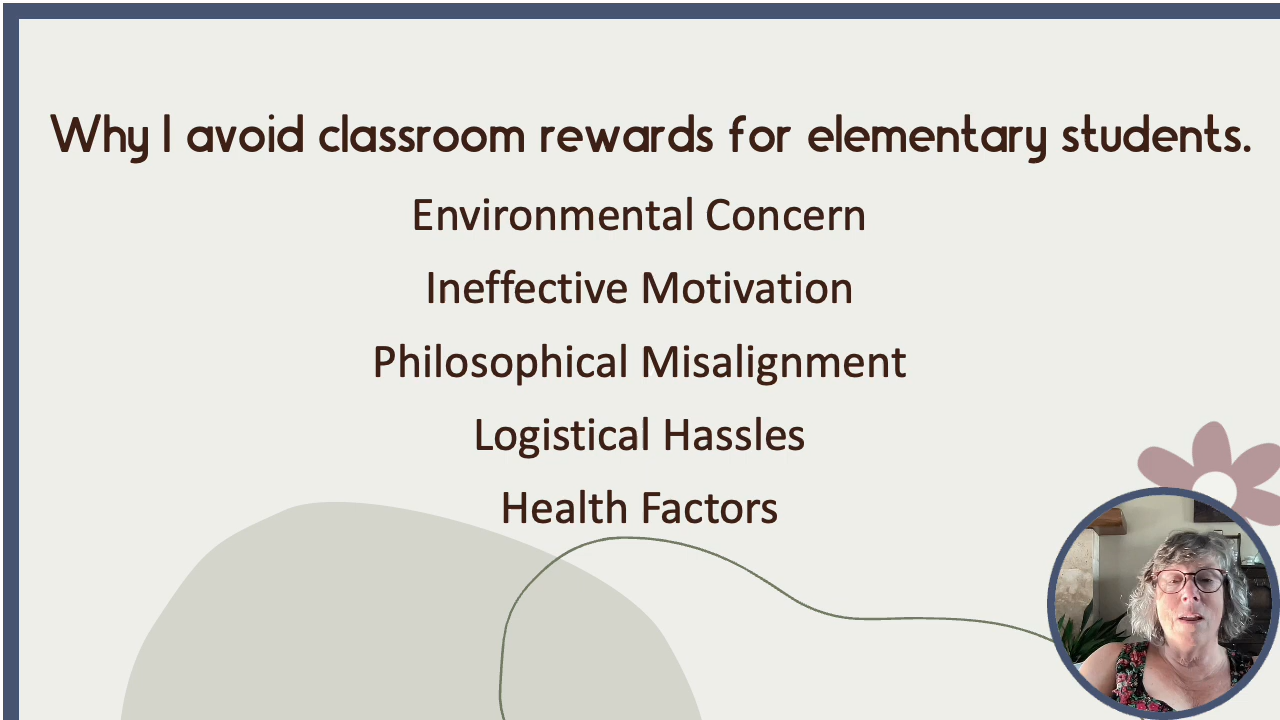 Why I avoid classroom rewards for elementary students.
Environmental Concern
Ineffective Motivation
Philosophical Misalignment
Logistical Hassles
Health Factors